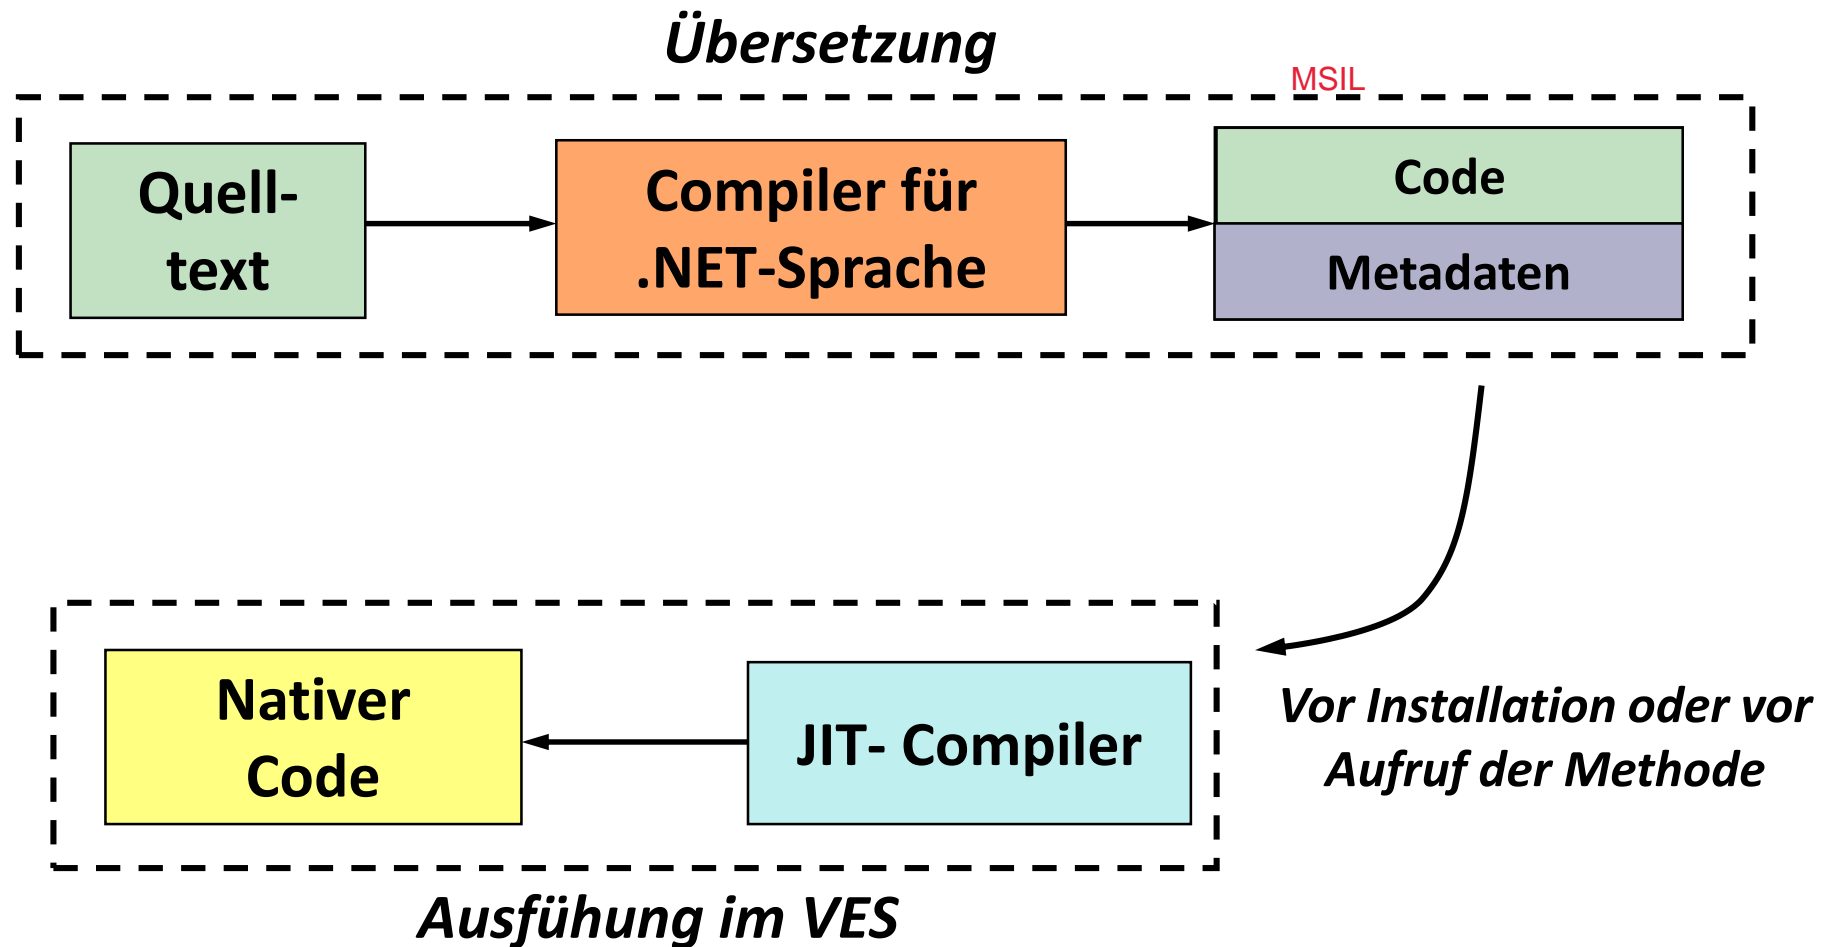 Übersetzung
MSIL
Quell-
text
Compiler für
.NET-Sprache
Code
Metadaten
Nativer
Code
JIT- Compiler
Vor Installation oder vor
Aufruf der Methode
Ausfühung im VES